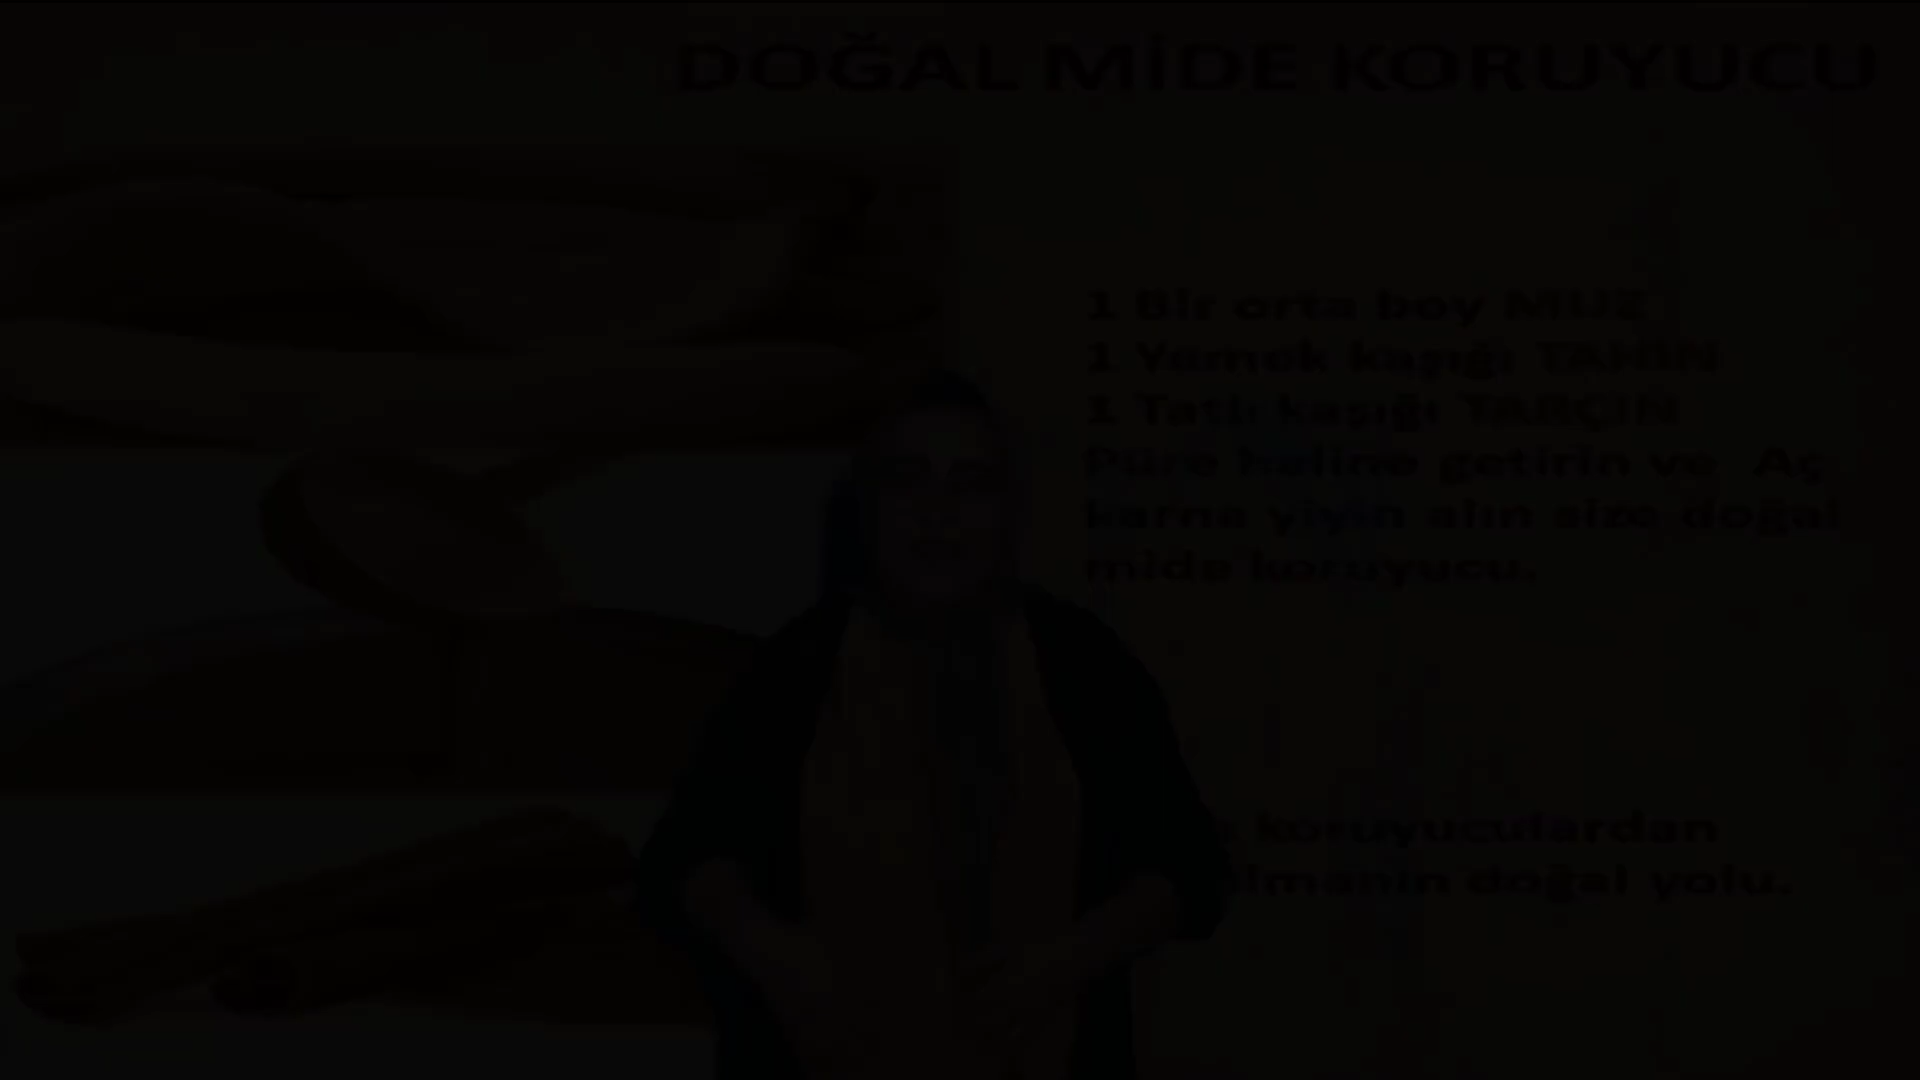 DOĞAL MİDE KORUYUCU
1 Bir orta boy MUZ
1 Yemek kaşığı TAHİN
1 Tatlı kaşığı TARÇIN
Püre haline getirin ve Aç
karna yiyin alın size doğal
mide koruyucu.
koruyuculardan
doğal yolu.